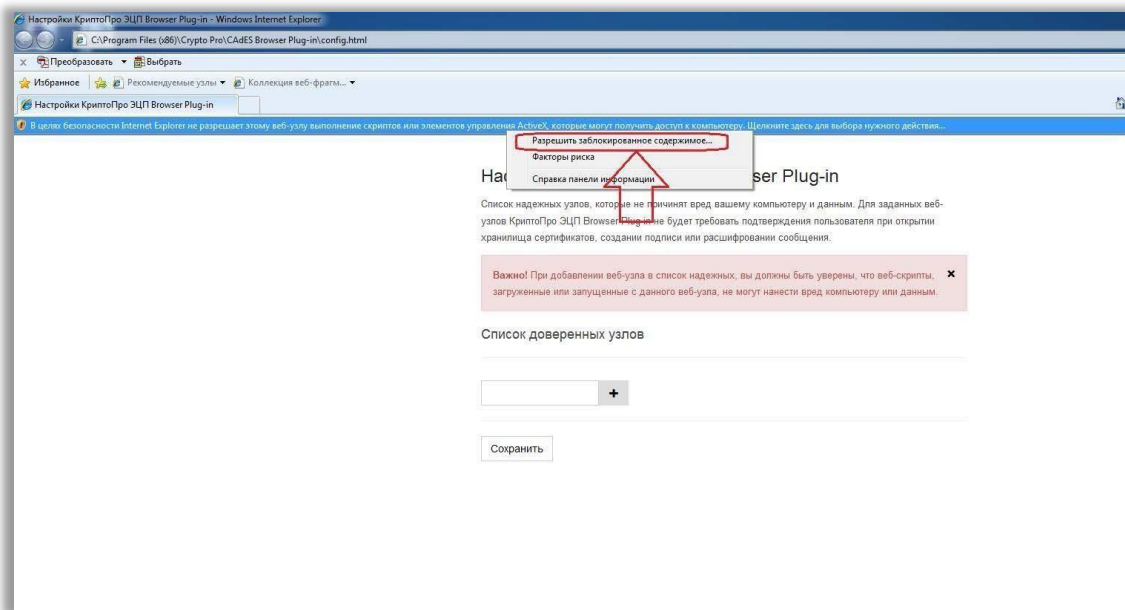 Настройки КриптоПро ЭЦП Browser Plug-in - Windows Internet Explorer
C:\Program Files (x86)\Crypto Pro\CAdES Browser Plug-in\config.html
x Преобразовать Выбрать
Избранное Рекомендуемые узлы Коллекция веб-фрагм...
Настройки КриптоПро ЭЦП Browser Plug-in
В целях безопасности Internet Explorer не разрешает этому веб-узлу выполнение скриптов или элементов управления ActiveX, которые могут получить доступ к компьютеру. Щелкните здесь для выбора нужного действия...
Разрешить заблокированное содержимое...
Факторы риска
Справка панели информации
На ser Plug-in
Список надежных узлов, которые не причинят вред вашему компьютеру и данным. Для заданных веб-
узлов КриптоПро ЭЦП Browser Plug-in не будет требовать подтверждения пользователя при открытии
хранилища сертификатов, создании подписи или расшифровании сообщения.
Важно! При добавлении веб-узла в список надежных, вы должны быть уверены, что веб-скрипты,
загруженные или запущенные с данного веб-узла, не могут нанести вред компьютеру или данным.
Список доверенных узлов
+
Сохранить